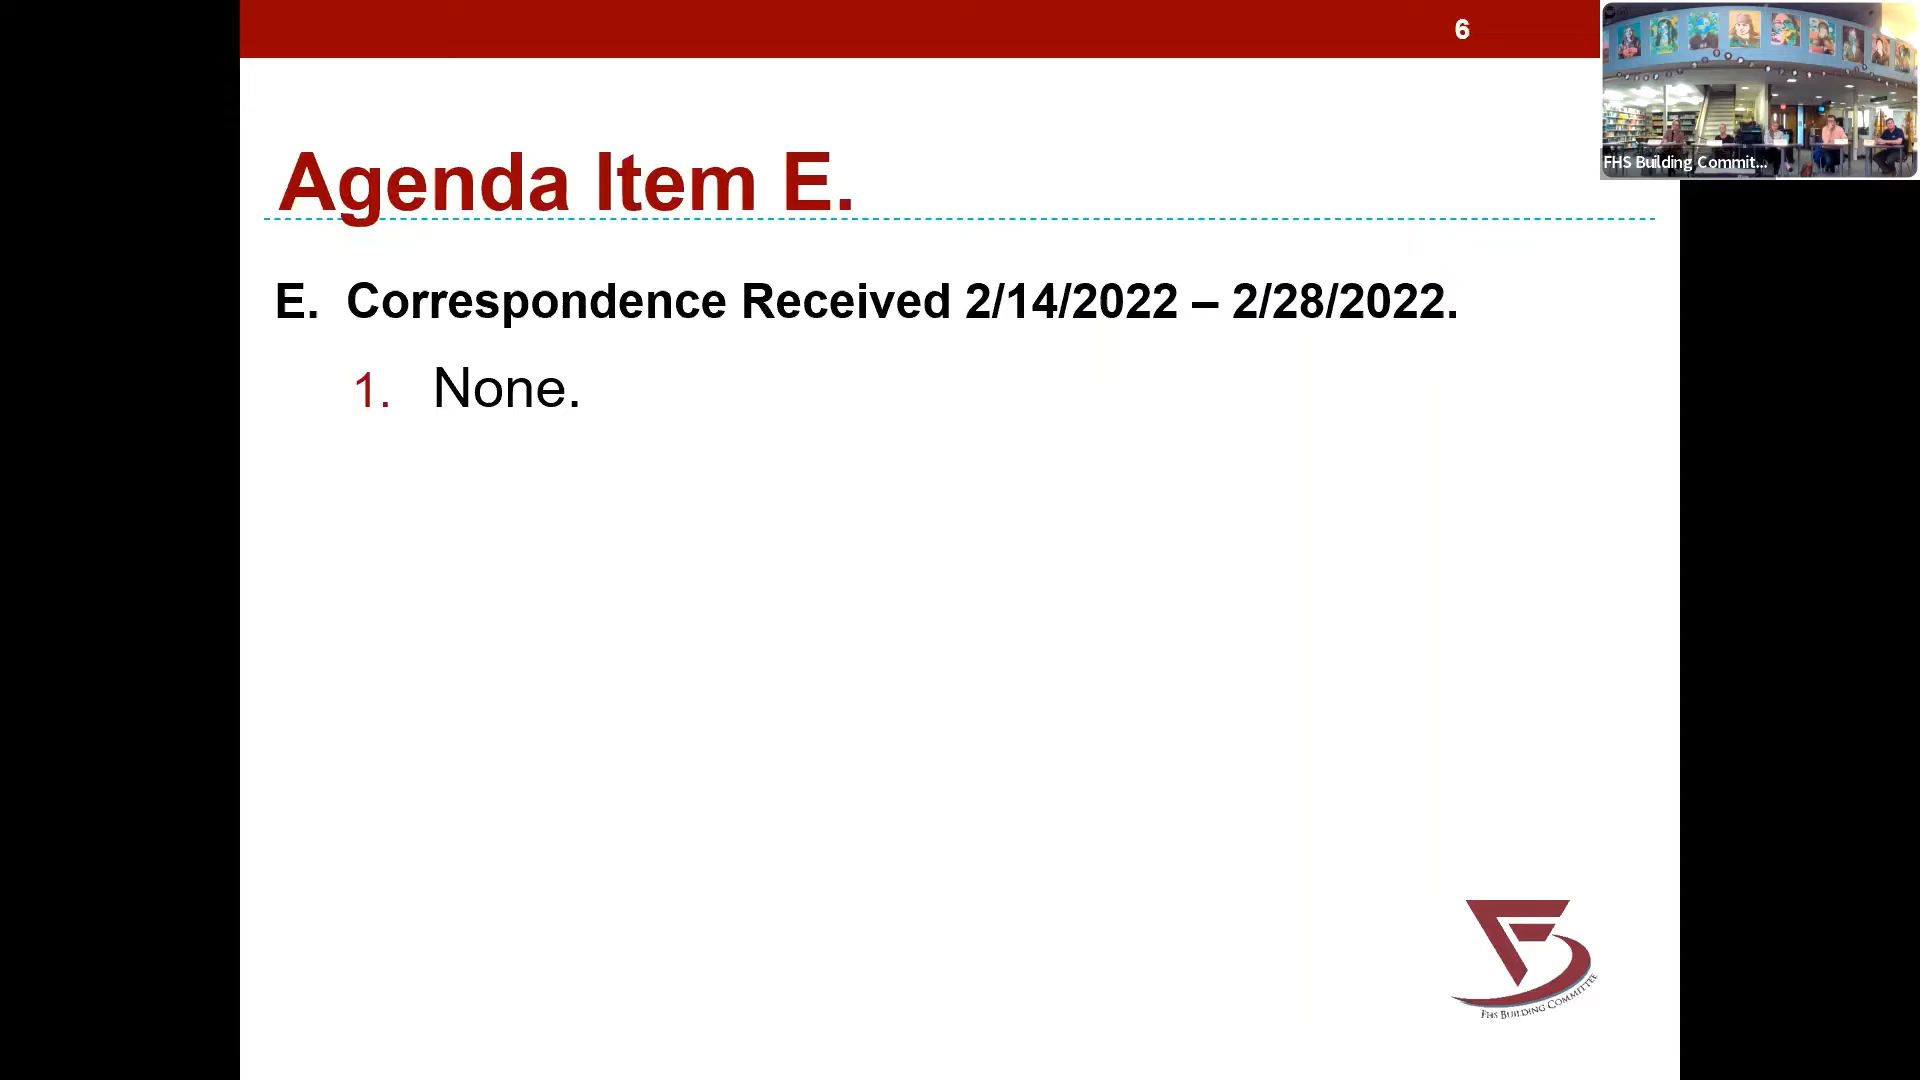 6
FHS Building Commit...
Agenda Item E.
E. Correspondence Received 2/14/2022 – 2/28/2022.
1. None.
FHS BUILDING COMMITTEE